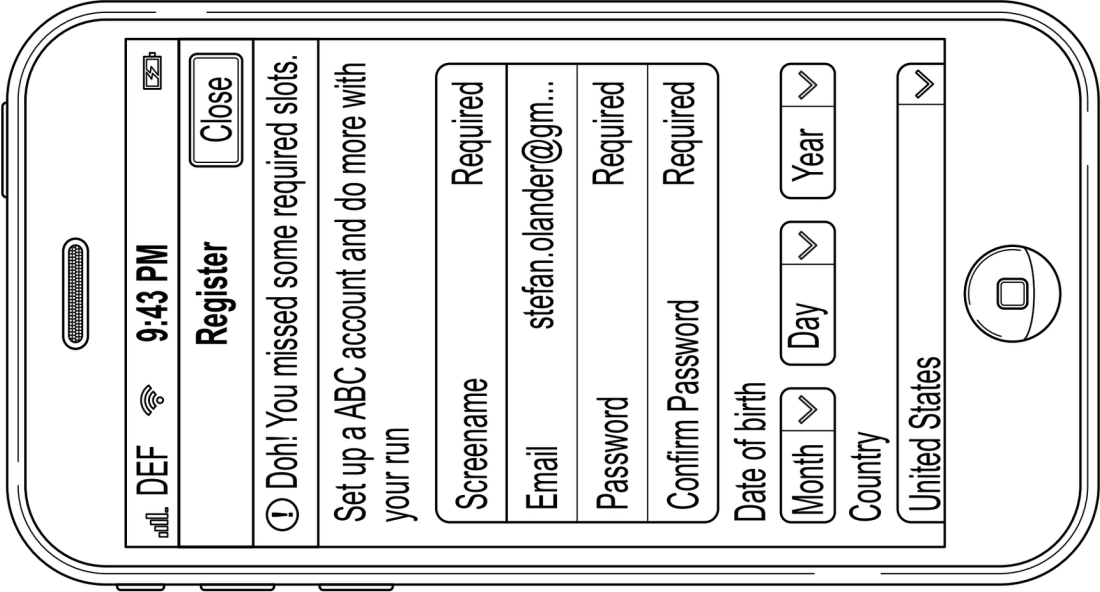 DEF 9:43 PM
Register Close
! Doh! You missed some required slots.
Set up a ABC account and do more with
your run
Screename Required
Email stefan.olander@gm...
Password Required
Confirm Password Required
Date of birth
Month Day Year
Country
United States